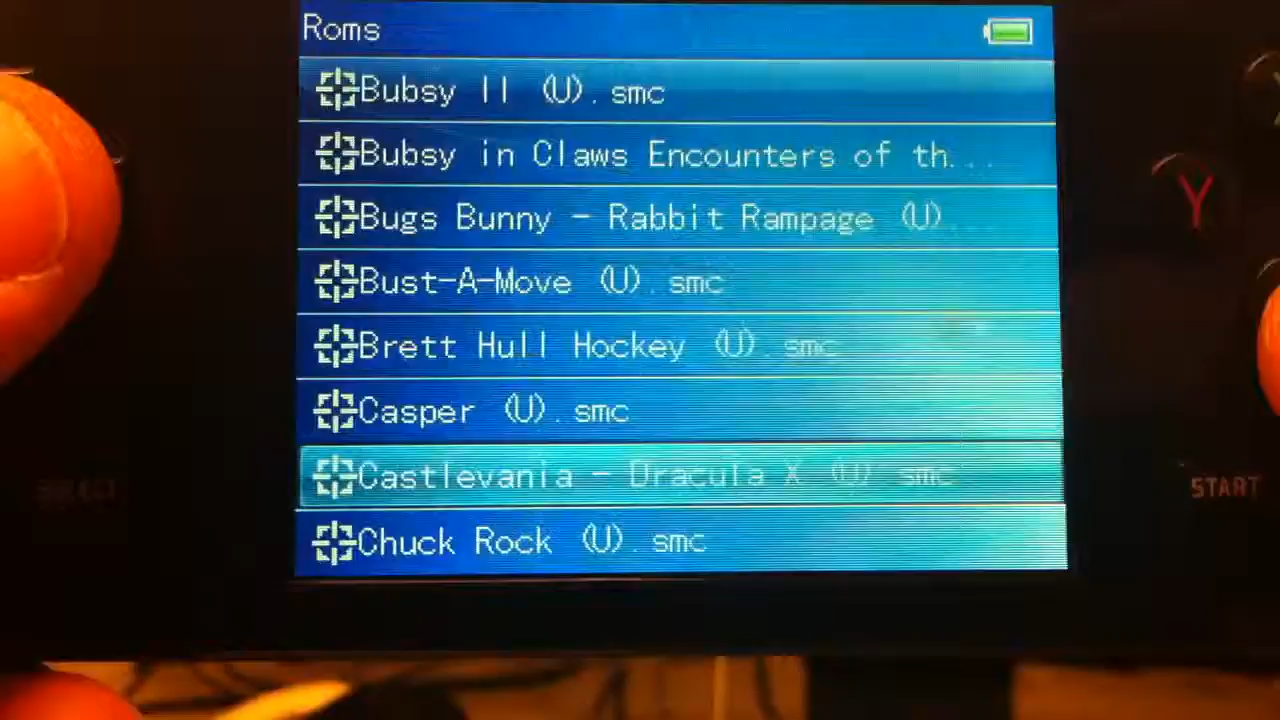 Roms
Bubsy II (U).smc
Bubsy in Claws Encounters of th...
Bugs Bunny - Rabbit Rampage (U)...
Bust-A-Move (U).smc
Brett Hull Hockey (U).smc
Casper (U).smc
Castlevania - Dracula X (U).smc
Chuck Rock (U).smc
Y
SELECT
START